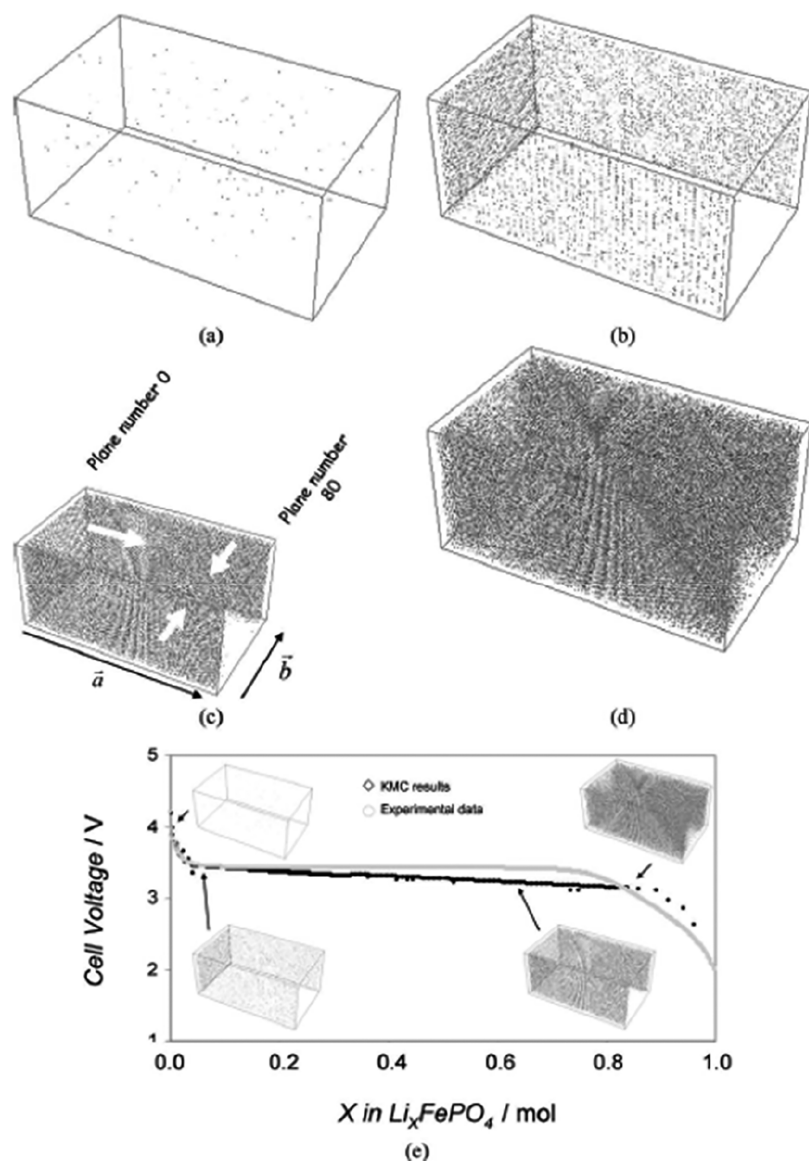 (a)
(b)
Plane number 0
Plane number
80
a
b
(c)
(d)
5
4
3
2
1
Cell Voltage / V
KMC results
Experimental data
0.0
0.2
0.4
0.6
0.8
1.0
X in LiXFePO4 / mol
(e)